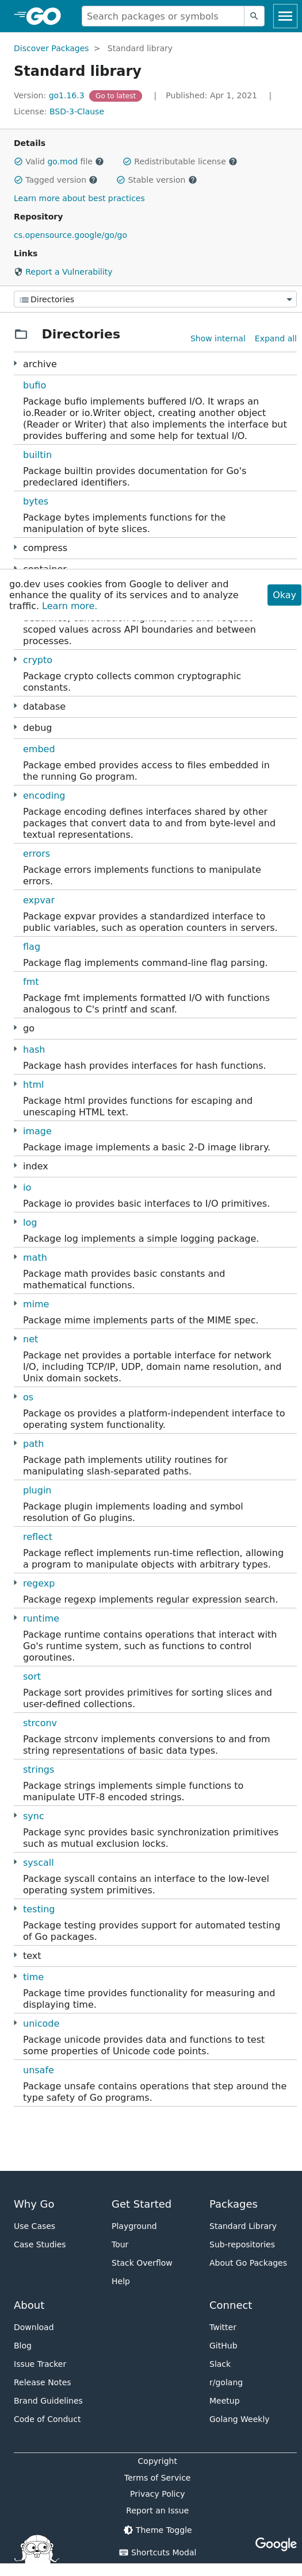 GO
Search packages or symbols
Discover Packages > Standard library
Standard library
Version: go1.16.3 Go to latest | Published: Apr 1, 2021 |
License: BSD-3-Clause
Details
Valid go.mod file
Redistributable license
Tagged version
Stable version
Learn more about best practices
Repository
cs.opensource.google/go/go
Links
Report a Vulnerability
Directories
Directories
Show internal Expand all
archive
bufio
Package bufio implements buffered I/O. It wraps an
io.Reader or io.Writer object, creating another object
(Reader or Writer) that also implements the interface but
provides buffering and some help for textual I/O.
builtin
Package builtin provides documentation for Go's
predeclared identifiers.
bytes
Package bytes implements functions for the
manipulation of byte slices.
compress
go.dev uses cookies from Google to deliver and
enhance the quality of its services and to analyze
traffic. Learn more.
Okay
deadlines, cancellation signals, and other request-
scoped values across API boundaries and between
processes.
crypto
Package crypto collects common cryptographic
constants.
database
debug
embed
Package embed provides access to files embedded in
the running Go program.
encoding
Package encoding defines interfaces shared by other
packages that convert data to and from byte-level and
textual representations.
errors
Package errors implements functions to manipulate
errors.
expvar
Package expvar provides a standardized interface to
public variables, such as operation counters in servers.
flag
Package flag implements command-line flag parsing.
fmt
Package fmt implements formatted I/O with functions
analogous to C's printf and scanf.
go
hash
Package hash provides interfaces for hash functions.
html
Package html provides functions for escaping and
unescaping HTML text.
image
Package image implements a basic 2-D image library.
index
io
Package io provides basic interfaces to I/O primitives.
log
Package log implements a simple logging package.
math
Package math provides basic constants and
mathematical functions.
mime
Package mime implements parts of the MIME spec.
net
Package net provides a portable interface for network
I/O, including TCP/IP, UDP, domain name resolution, and
Unix domain sockets.
os
Package os provides a platform-independent interface to
operating system functionality.
path
Package path implements utility routines for
manipulating slash-separated paths.
plugin
Package plugin implements loading and symbol
resolution of Go plugins.
reflect
Package reflect implements run-time reflection, allowing
a program to manipulate objects with arbitrary types.
regexp
Package regexp implements regular expression search.
runtime
Package runtime contains operations that interact with
Go's runtime system, such as functions to control
goroutines.
sort
Package sort provides primitives for sorting slices and
user-defined collections.
strconv
Package strconv implements conversions to and from
string representations of basic data types.
strings
Package strings implements simple functions to
manipulate UTF-8 encoded strings.
sync
Package sync provides basic synchronization primitives
such as mutual exclusion locks.
syscall
Package syscall contains an interface to the low-level
operating system primitives.
testing
Package testing provides support for automated testing
of Go packages.
text
time
Package time provides functionality for measuring and
displaying time.
unicode
Package unicode provides data and functions to test
some properties of Unicode code points.
unsafe
Package unsafe contains operations that step around the
type safety of Go programs.
Why Go
Use Cases
Case Studies
Get Started
Playground
Tour
Stack Overflow
Help
Packages
Standard Library
Sub-repositories
About Go Packages
About
Download
Blog
Issue Tracker
Release Notes
Brand Guidelines
Code of Conduct
Connect
Twitter
GitHub
Slack
r/golang
Meetup
Golang Weekly
Copyright
Terms of Service
Privacy Policy
Report an Issue
Theme Toggle
Shortcuts Modal
Google